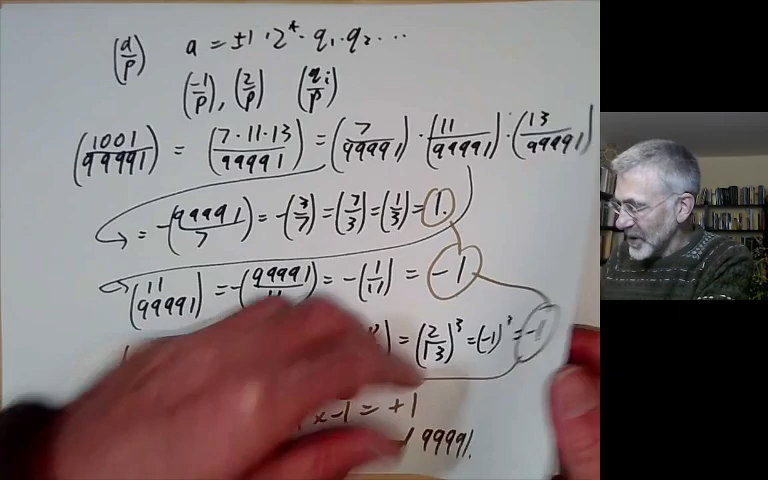 (a/p) a = ±1 · 2* · q₁ · q₂ ...
(-1/p), (2/p) (qᵢ/p)
(1001/99991) = (7·11·13/99991) = (7/99991) · (11/99991) · (13/99991)
= -(99991/7) = -(3/7) = (7/3) = (1/3) = 1.
(11/99991) = -(99991/11) = -(1/11) = -1
= (2/13)³ = (-1)³ = -1
x-1 = +1
99991.